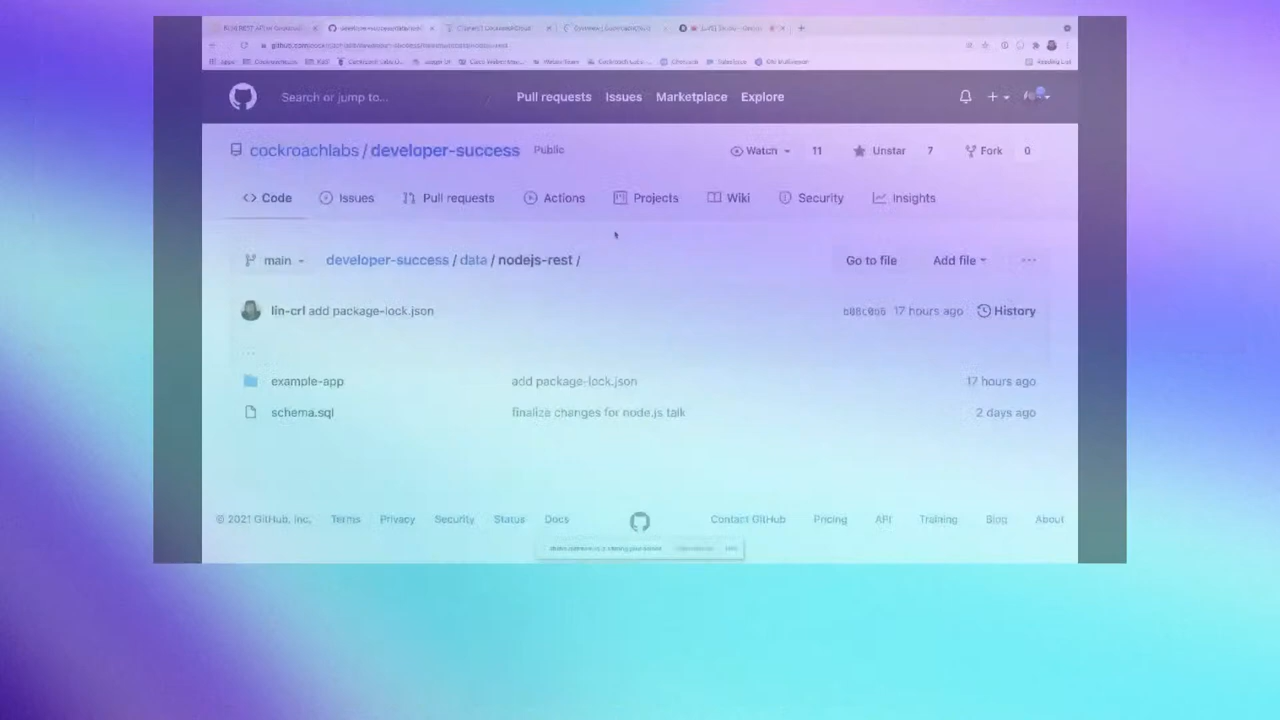 Search or jump to...
Pull requests
Issues
Marketplace
Explore
cockroachlabs / developer-success
Public
Watch
11
Unstar
7
Fork
0
Code
Issues
Pull requests
Actions
Projects
Wiki
Security
Insights
main
developer-success / data / nodejs-rest /
Go to file
Add file
lin-crl add package-lock.json
17 hours ago
History
example-app
add package-lock.json
17 hours ago
schema.sql
finalize changes for node.js talk
2 days ago
© 2021 GitHub, Inc.
Terms
Privacy
Security
Status
Docs
Contact GitHub
Pricing
API
Training
Blog
About